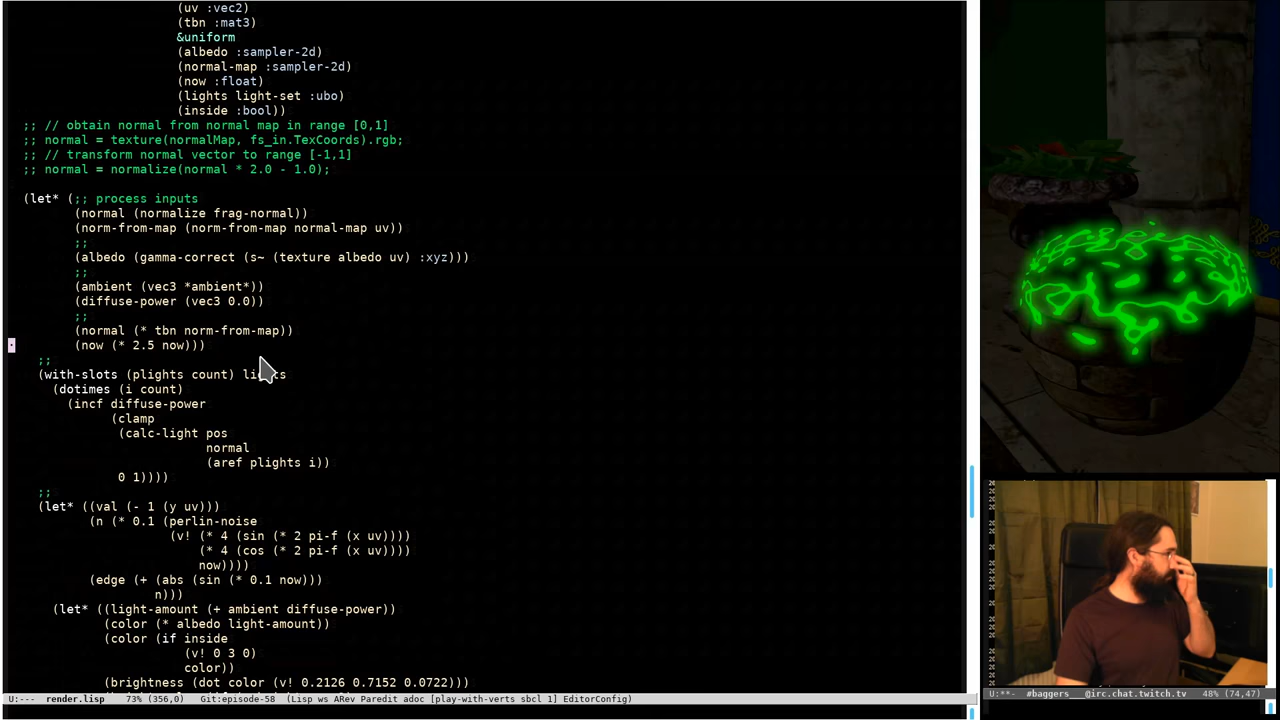 (uv :vec2)
(tbn :mat3)
&uniform
(albedo :sampler-2d)
(normal-map :sampler-2d)
(now :float)
(lights light-set :ubo)
(inside :bool))
;; // obtain normal from normal map in range [0,1]
;; normal = texture(normalMap, fs_in.TexCoords).rgb;
;; // transform normal vector to range [-1,1]
;; normal = normalize(normal * 2.0 - 1.0);
(let* (;; process inputs
(normal (normalize frag-normal))
(norm-from-map (norm-from-map normal-map uv))
;;
(albedo (gamma-correct (s~ (texture albedo uv) :xyz)))
;;
(ambient (vec3 *ambient*))
(diffuse-power (vec3 0.0))
;;
(normal (* tbn norm-from-map))
(now (* 2.5 now)))
;;
(with-slots (plights count) lights
(dotimes (i count)
(incf diffuse-power
(clamp
(calc-light pos
normal
(aref plights i))
0 1))))
;;
(let* ((val (- 1 (y uv)))
(n (* 0.1 (perlin-noise
(v! (* 4 (sin (* 2 pi-f (x uv))))
(* 4 (cos (* 2 pi-f (x uv))))
now))))
(edge (+ (abs (sin (* 0.1 now)))
n)))
(let* ((light-amount (+ ambient diffuse-power))
(color (* albedo light-amount))
(color (if inside
(v! 0 3 0)
color))
(brightness (dot color (v! 0.2126 0.7152 0.0722)))
U:--- render.lisp 73% (356,0) Git:episode-58 (Lisp ws ARev Paredit adoc [play-with-verts sbcl 1] EditorConfig)
U:**- #baggers___@irc.chat.twitch.tv 48% (74,47)